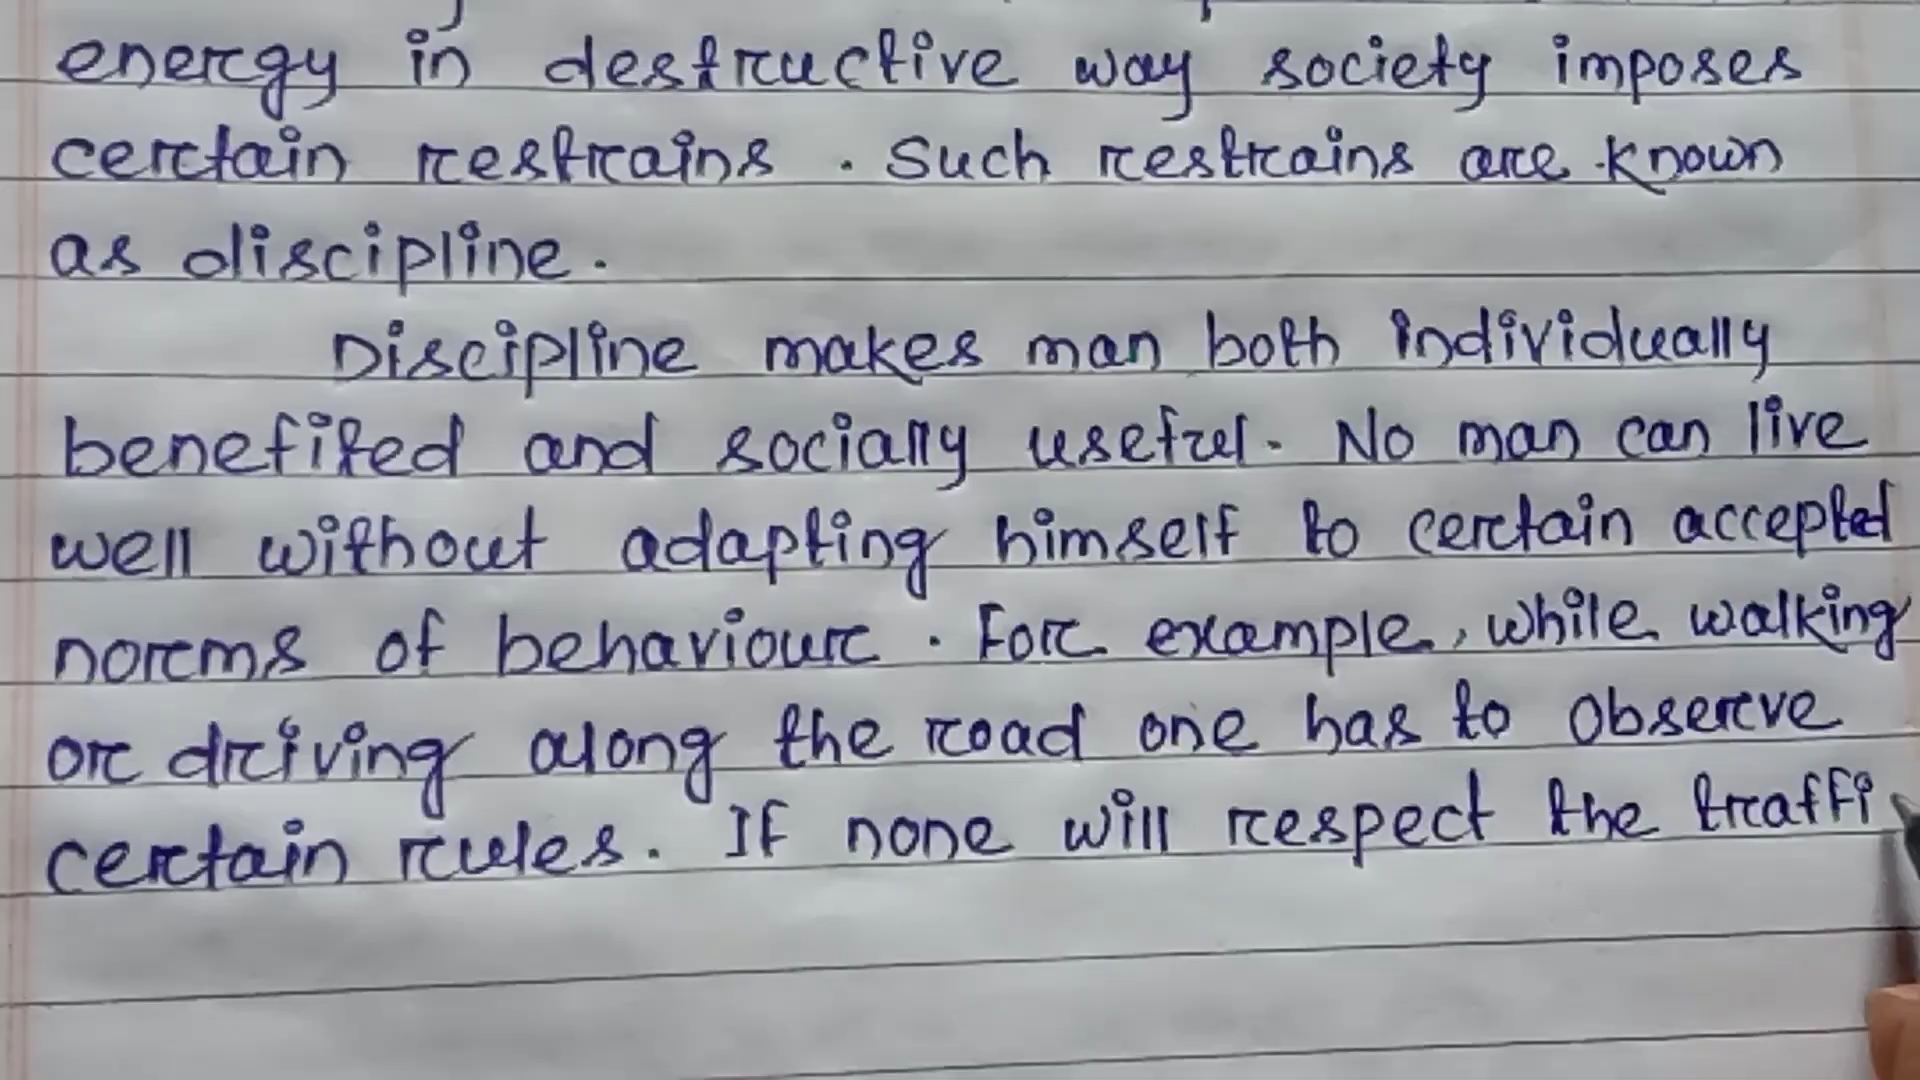 energy in destructive way society imposes
certain restrains. Such restrains are known
as discipline.
Discipline makes man both individually
benefited and socially useful. No man can live
well without adapting himself to certain accepted
norms of behaviour. For example, while walking
or driving along the road one has to observe
certain rules. If none will respect the traffi